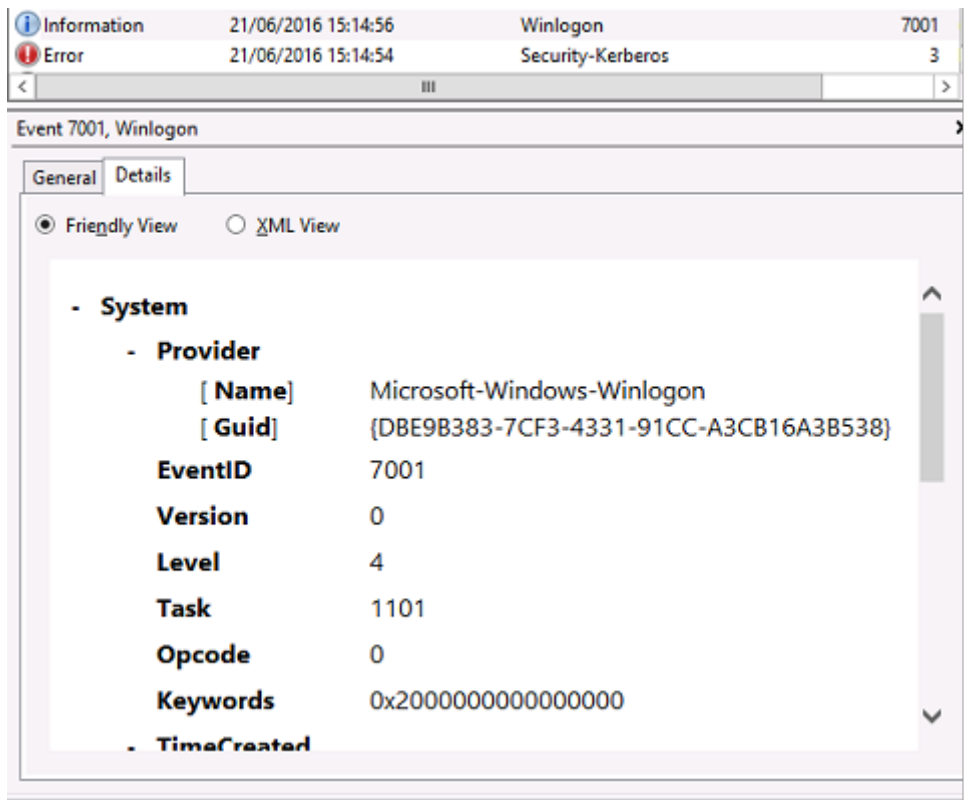 Information 21/06/2016 15:14:56 Winlogon 7001
Error 21/06/2016 15:14:54 Security-Kerberos 3
Event 7001, Winlogon
General Details
Friendly View XML View
- System
- Provider
[ Name] Microsoft-Windows-Winlogon
[ Guid] {DBE9B383-7CF3-4331-91CC-A3CB16A3B538}
EventID 7001
Version 0
Level 4
Task 1101
Opcode 0
Keywords 0x2000000000000000
- TimeCreated